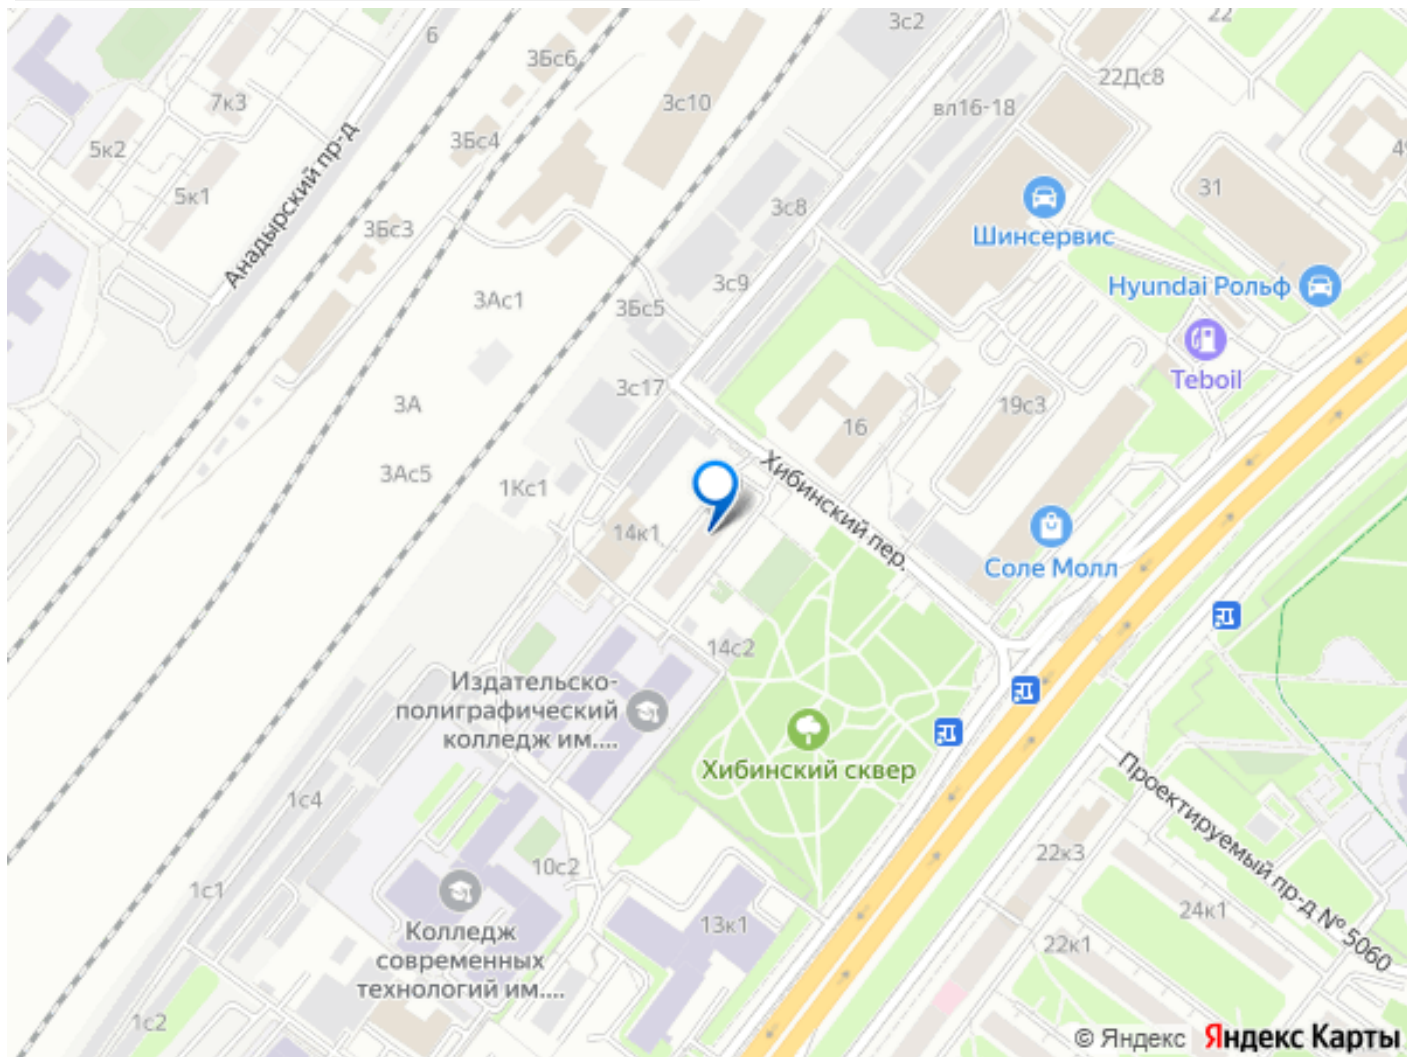 6
3с2
22
3Бс6
22Дс8
7к3
3с10
вл16-18
5к2
3Бс4
31
5к1
3с8
Анадырский пр-д
3Бс3
Шинсервис
3с9
Hyundai Рольф
3Ас1
3Бс5
Teboil
3с17
3А
19с3
16
3Ас5
1Кс1
Хибинский пер.
14к1
Соле Молл
14с2
Издательско-
полиграфический
колледж им....
Хибинский сквер
Проектируемый пр-д № 5060
1с4
22к3
10с2
1с1
24к1
13к1
Колледж
современных
технологий им....
22к1
1с2
© Яндекс Яндекс Карты